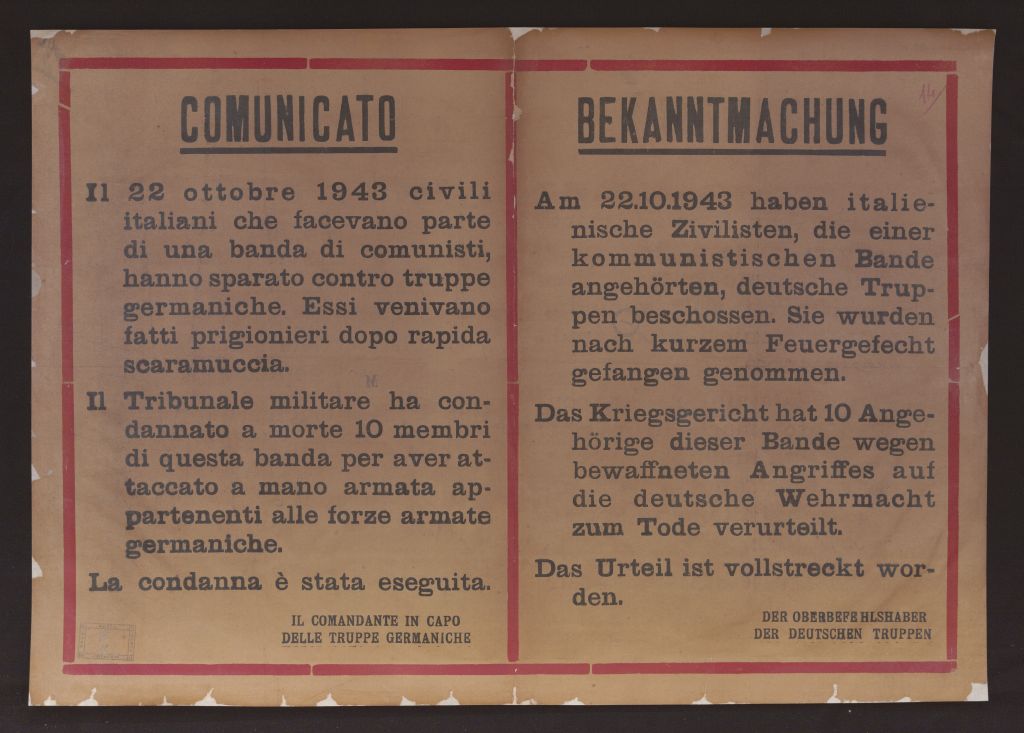 COMUNICATO
Il 22 ottobre 1943 civili
italiani che facevano parte
di una banda di comunisti,
hanno sparato contro truppe
germaniche. Essi venivano
fatti prigionieri dopo rapida
scaramuccia.
Il Tribunale militare ha con-
dannato a morte 10 membri
di questa banda per aver at-
taccato a mano armata ap-
partenenti alle forze armate
germaniche.
La condanna è stata eseguita.
IL COMANDANTE IN CAPO
DELLE TRUPPE GERMANICHE
BEKANNTMACHUNG
Am 22.10.1943 haben italie-
nische Zivilisten, die einer
kommunistischen Bande
angehörten, deutsche Trup-
pen beschossen. Sie wurden
nach kurzem Feuergefecht
gefangen genommen.
Das Kriegsgericht hat 10 Ange-
hörige dieser Bande wegen
bewaffneten Angriffes auf
die deutsche Wehrmacht
zum Tode verurteilt.
Das Urteil ist vollstreckt wor-
den.
DER OBERBEFEHLSHABER
DER DEUTSCHEN TRUPPEN